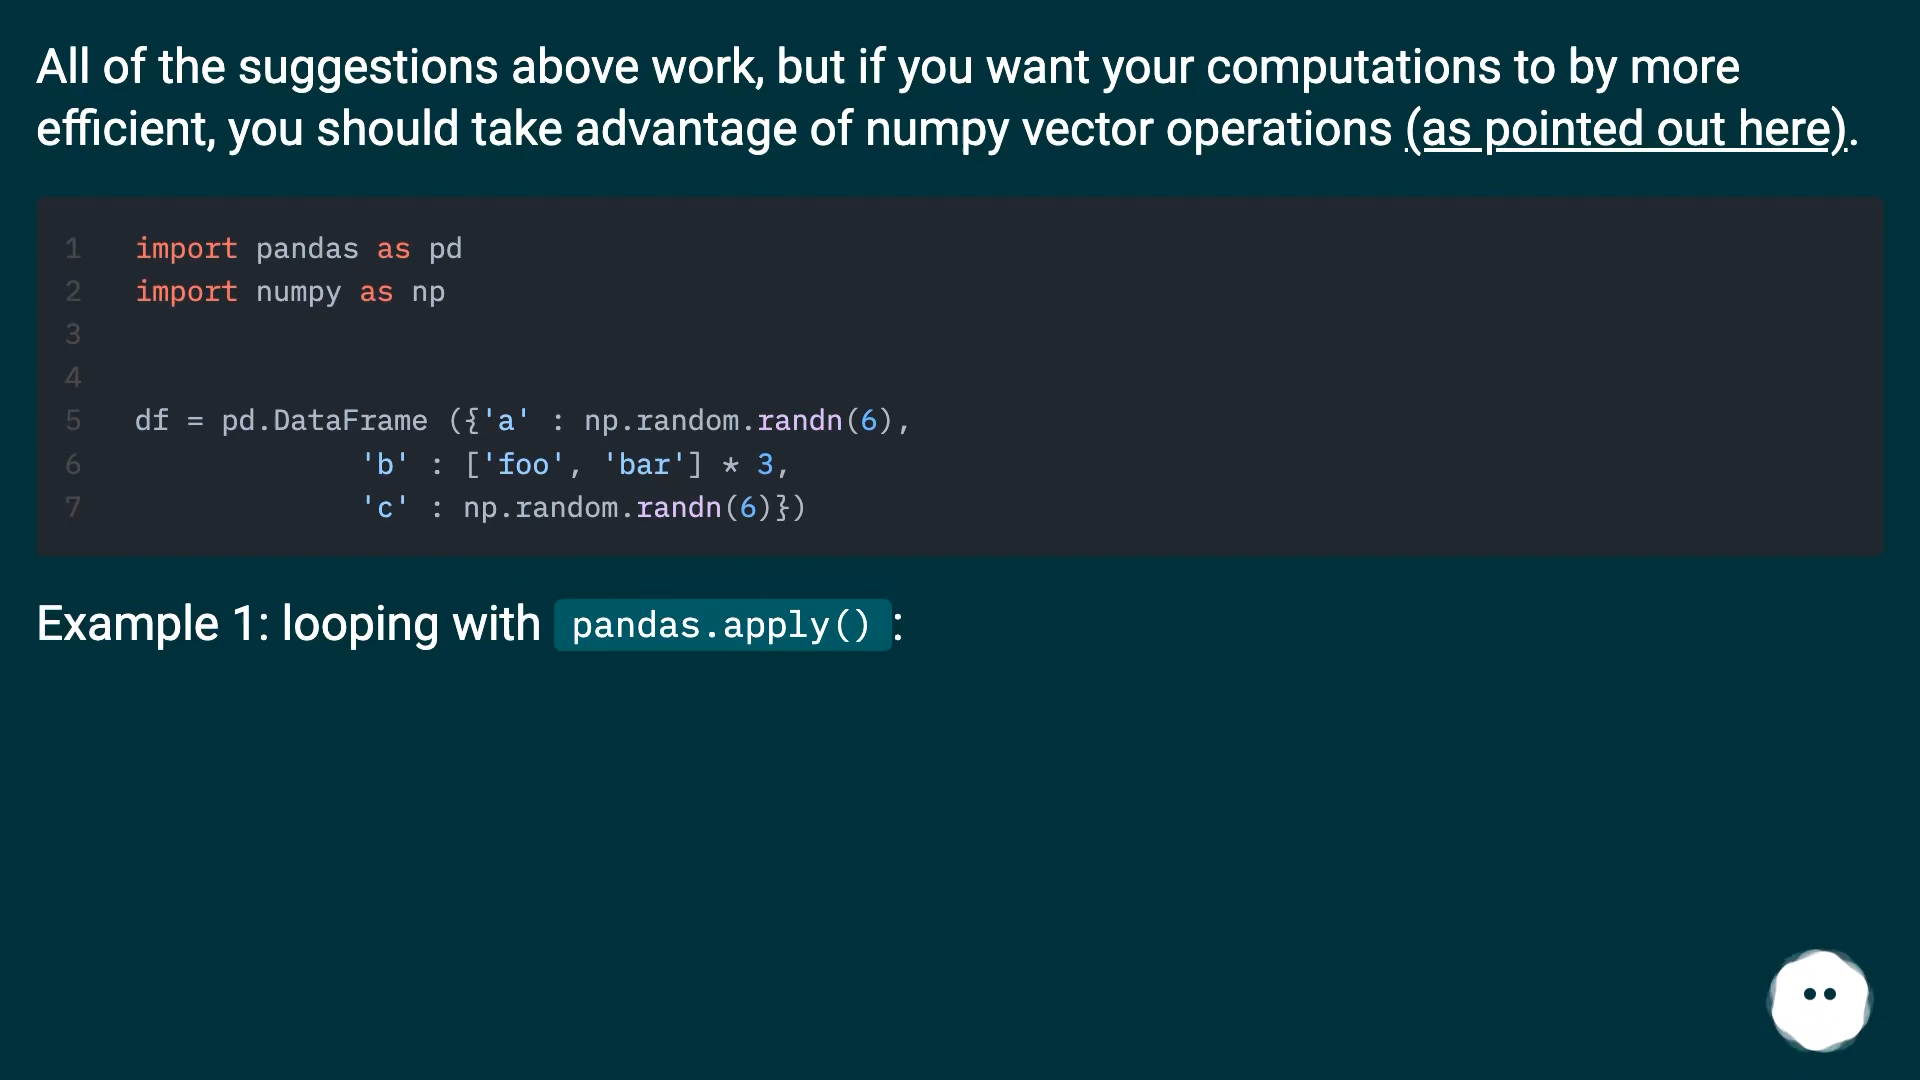 All of the suggestions above work, but if you want your computations to by more
efficient, you should take advantage of numpy vector operations (as pointed out here).
1 import pandas as pd
2 import numpy as np
3
4
5 df = pd.DataFrame ({'a' : np.random.randn(6),
6 'b' : ['foo', 'bar'] * 3,
7 'c' : np.random.randn(6)})
Example 1: looping with pandas.apply() :